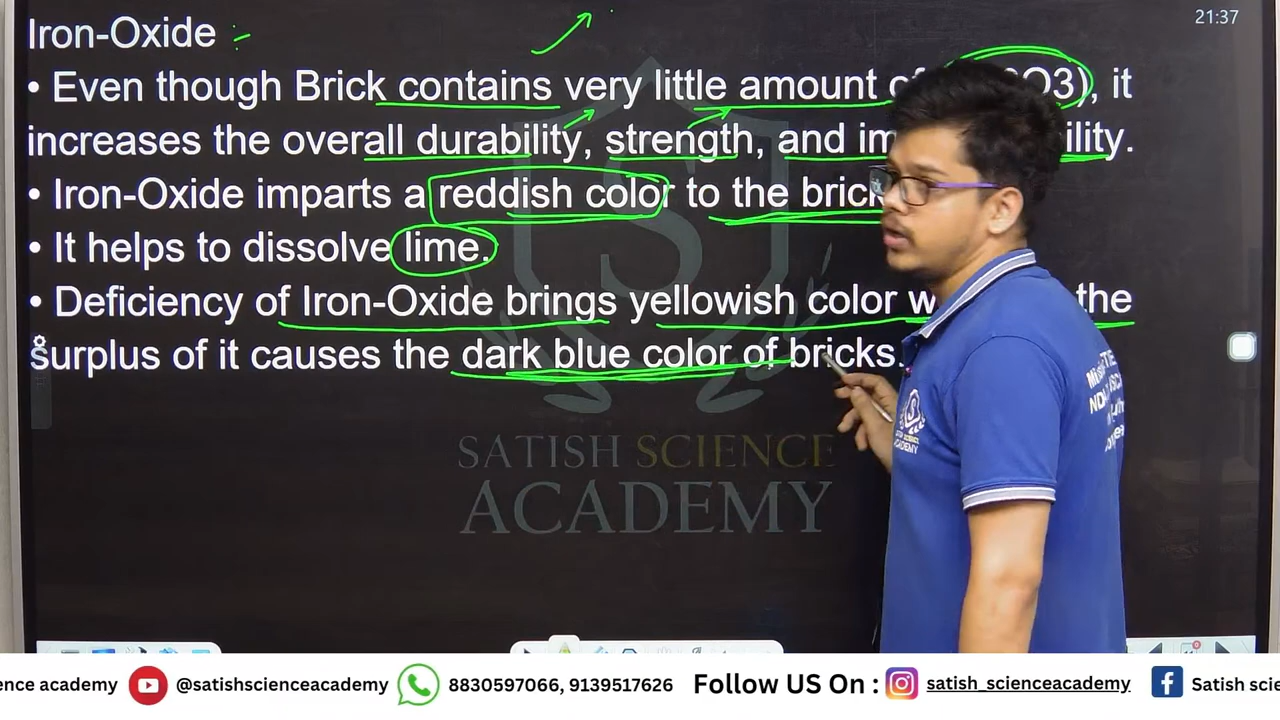 Iron-Oxide :-
21:37
• Even though Brick contains very little amount of O3), it
increases the overall durability, strength, and ility.
• Iron-Oxide imparts a reddish color to the brick
• It helps to dissolve lime.
• Deficiency of Iron-Oxide brings yellowish color the
surplus of it causes the dark blue color of bricks.
SATISH SCIENCE
ACADEMY
ence academy @satishscienceacademy 8830597066, 9139517626 Follow US On : satish_scienceacademy Satish scie